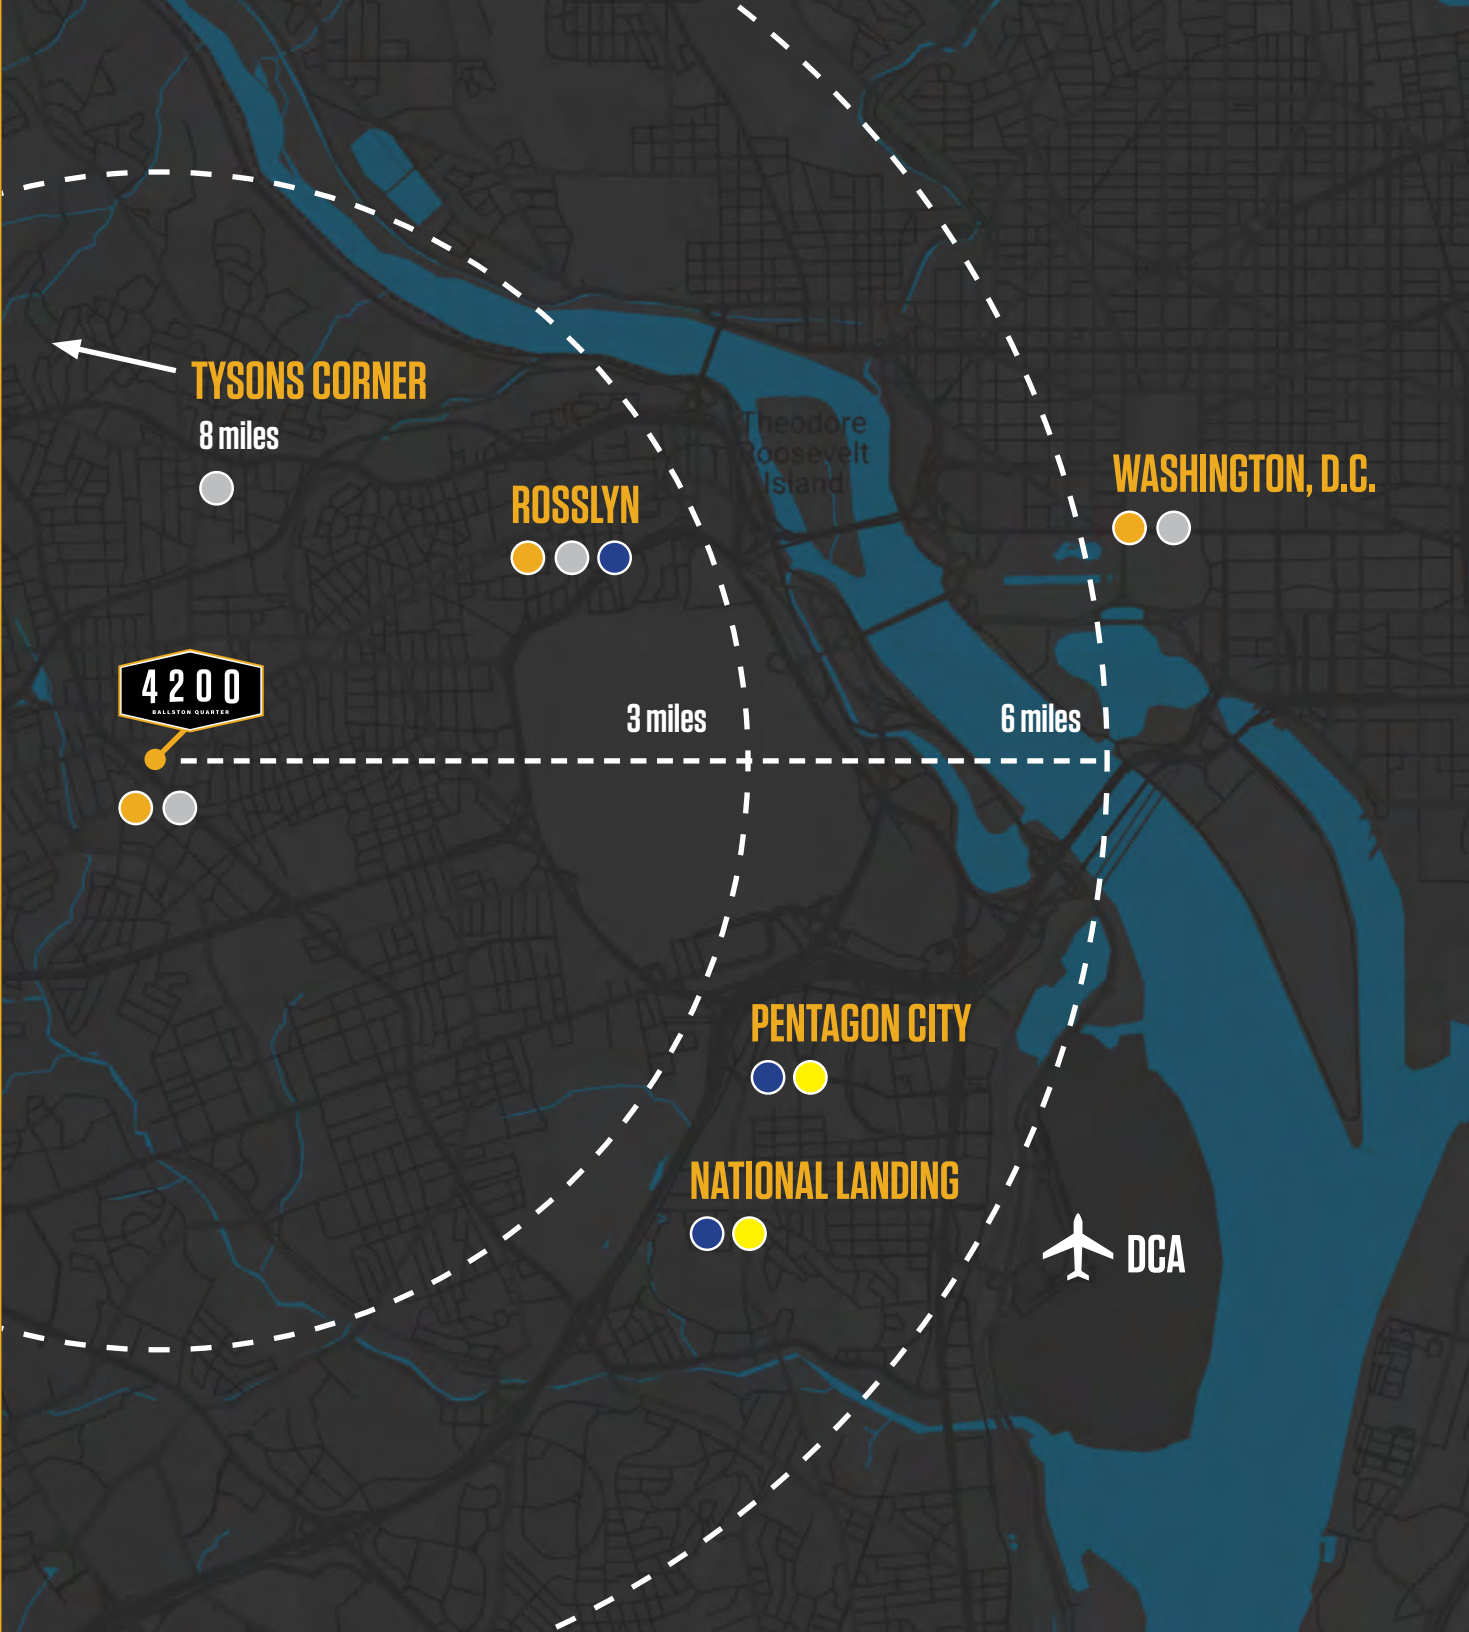 Theodore
Roosevelt
Island
TYSONS CORNER
8 miles
WASHINGTON, D.C.
ROSSLYN
4200
BALLSTON QUARTER
3 miles
6 miles
PENTAGON CITY
NATIONAL LANDING
DCA